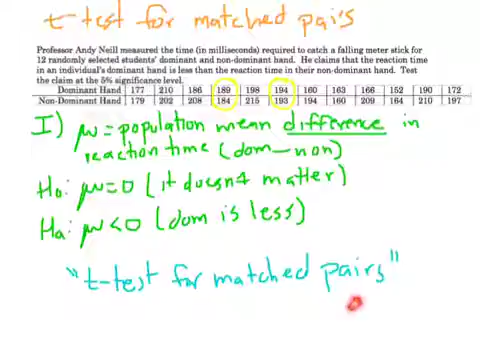 t-test for matched pairs
Professor Andy Neill measured the time (in milliseconds) required to catch a falling meter stick for
12 randomly selected students' dominant and non-dominant hand. He claims that the reaction time
in an individual's dominant hand is less than the reaction time in their non-dominant hand. Test
the claim at the 5% significance level.
Dominant Hand 177 210 186 189 198 194 160 163 166 152 190 172
Non-Dominant Hand 179 202 208 184 215 193 194 160 209 164 210 197
I) μ = population mean difference in
reaction time (dom-non)
Ho: μ=0 (it doesn't matter)
Ha: μ<0 (dom is less)
"t-test for matched pairs"